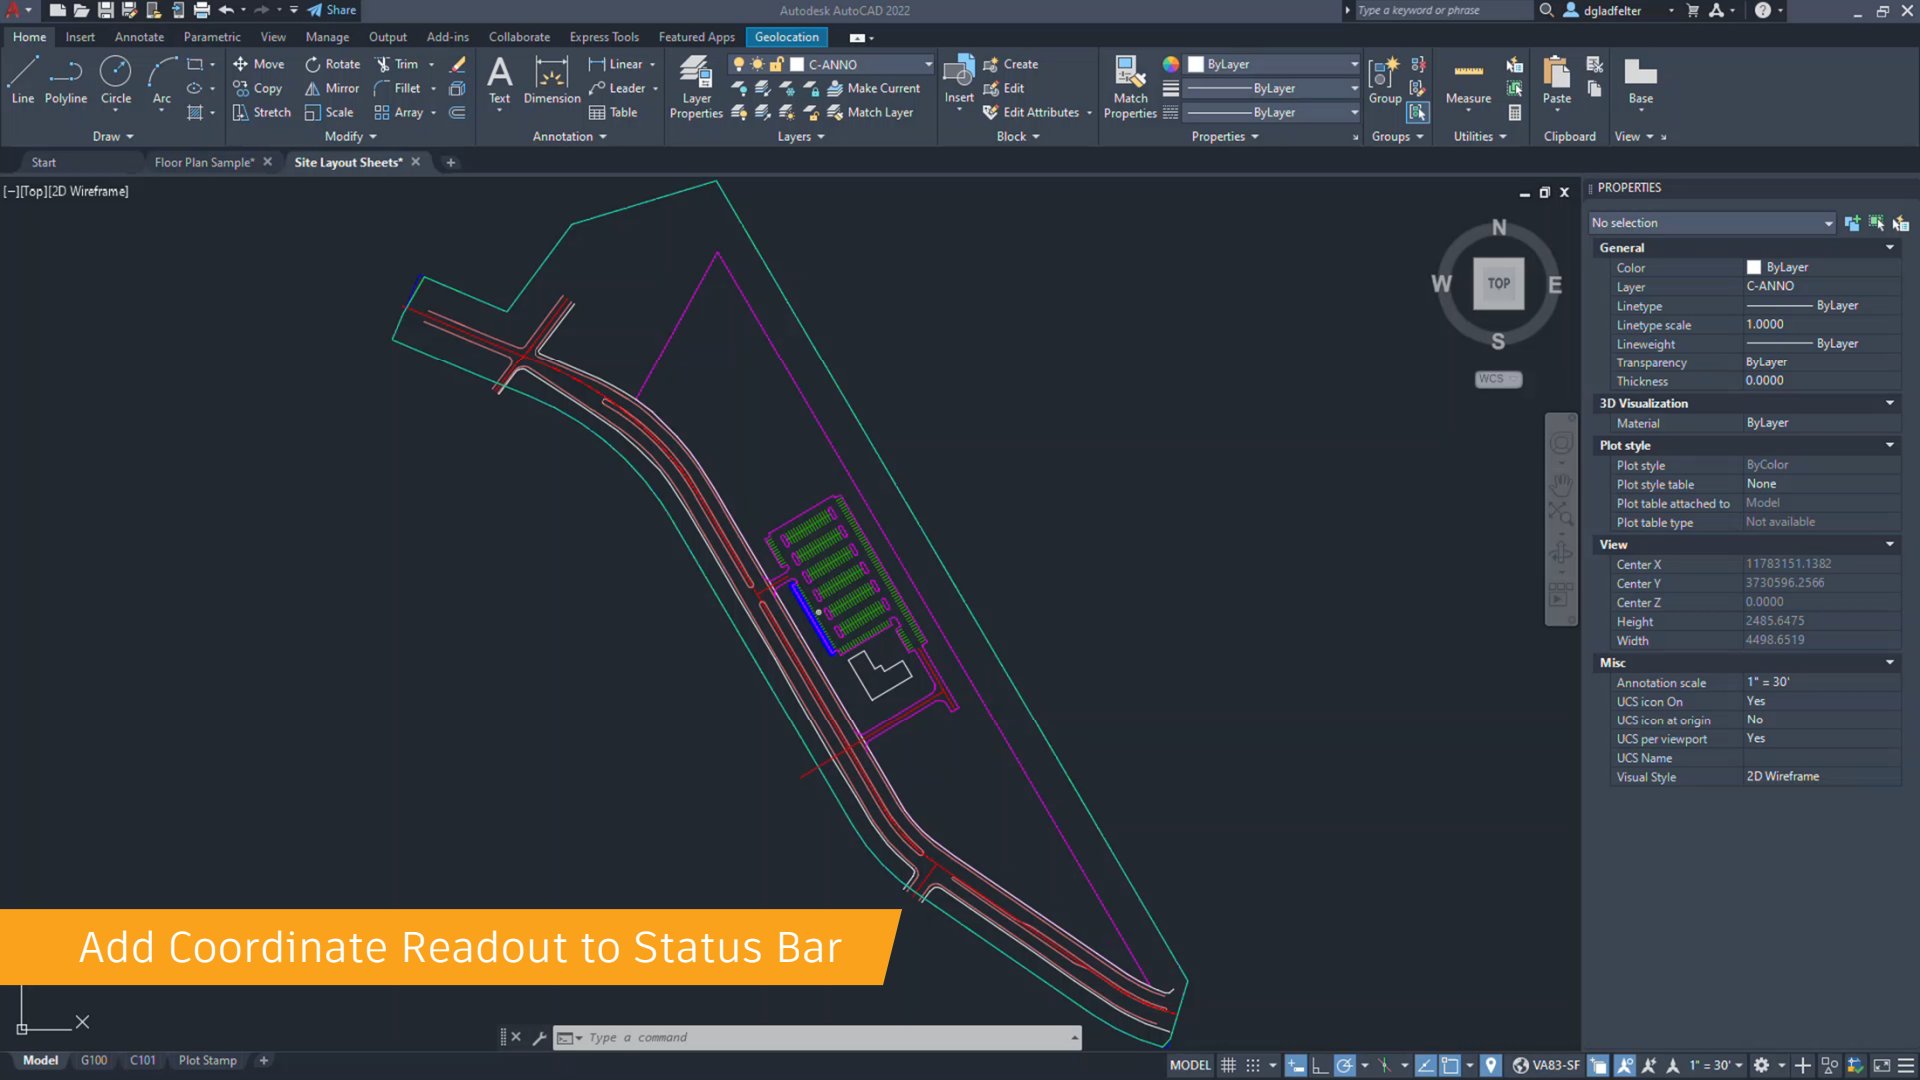 Share
Autodesk AutoCAD 2022
Type a keyword or phrase
dgladfelter
Home Insert Annotate Parametric View Manage Output Add-ins Collaborate Express Tools Featured Apps Geolocation
Line
Polyline
Circle
Arc
Draw
Move Rotate Trim
Copy Mirror Fillet
Stretch Scale Array
Modify
Text
Dimension
Linear
Leader
Table
Annotation
Layer
Properties
C-ANNO
Make Current
Match Layer
Layers
Insert
Create
Edit
Edit Attributes
Block
Match
Properties
ByLayer
ByLayer
ByLayer
Properties
Group
Groups
Measure
Utilities
Paste
Clipboard
Base
View
Start Floor Plan Sample* Site Layout Sheets*
[−][Top][2D Wireframe]
N
W TOP E
S
WCS
PROPERTIES
No selection
General
Color ByLayer
Layer C-ANNO
Linetype ByLayer
Linetype scale 1.0000
Lineweight ByLayer
Transparency ByLayer
Thickness 0.0000
3D Visualization
Material ByLayer
Plot style
Plot style ByColor
Plot style table None
Plot table attached to Model
Plot table type Not available
View
Center X 11783151.1382
Center Y 3730596.2566
Center Z 0.0000
Height 2485.6475
Width 4498.6519
Misc
Annotation scale 1" = 30'
UCS icon On Yes
UCS icon at origin No
UCS per viewport Yes
UCS Name
Visual Style 2D Wireframe
Add Coordinate Readout to Status Bar
X
Type a command
Model G100 C101 Plot Stamp
MODEL VA83-SF 1" = 30'